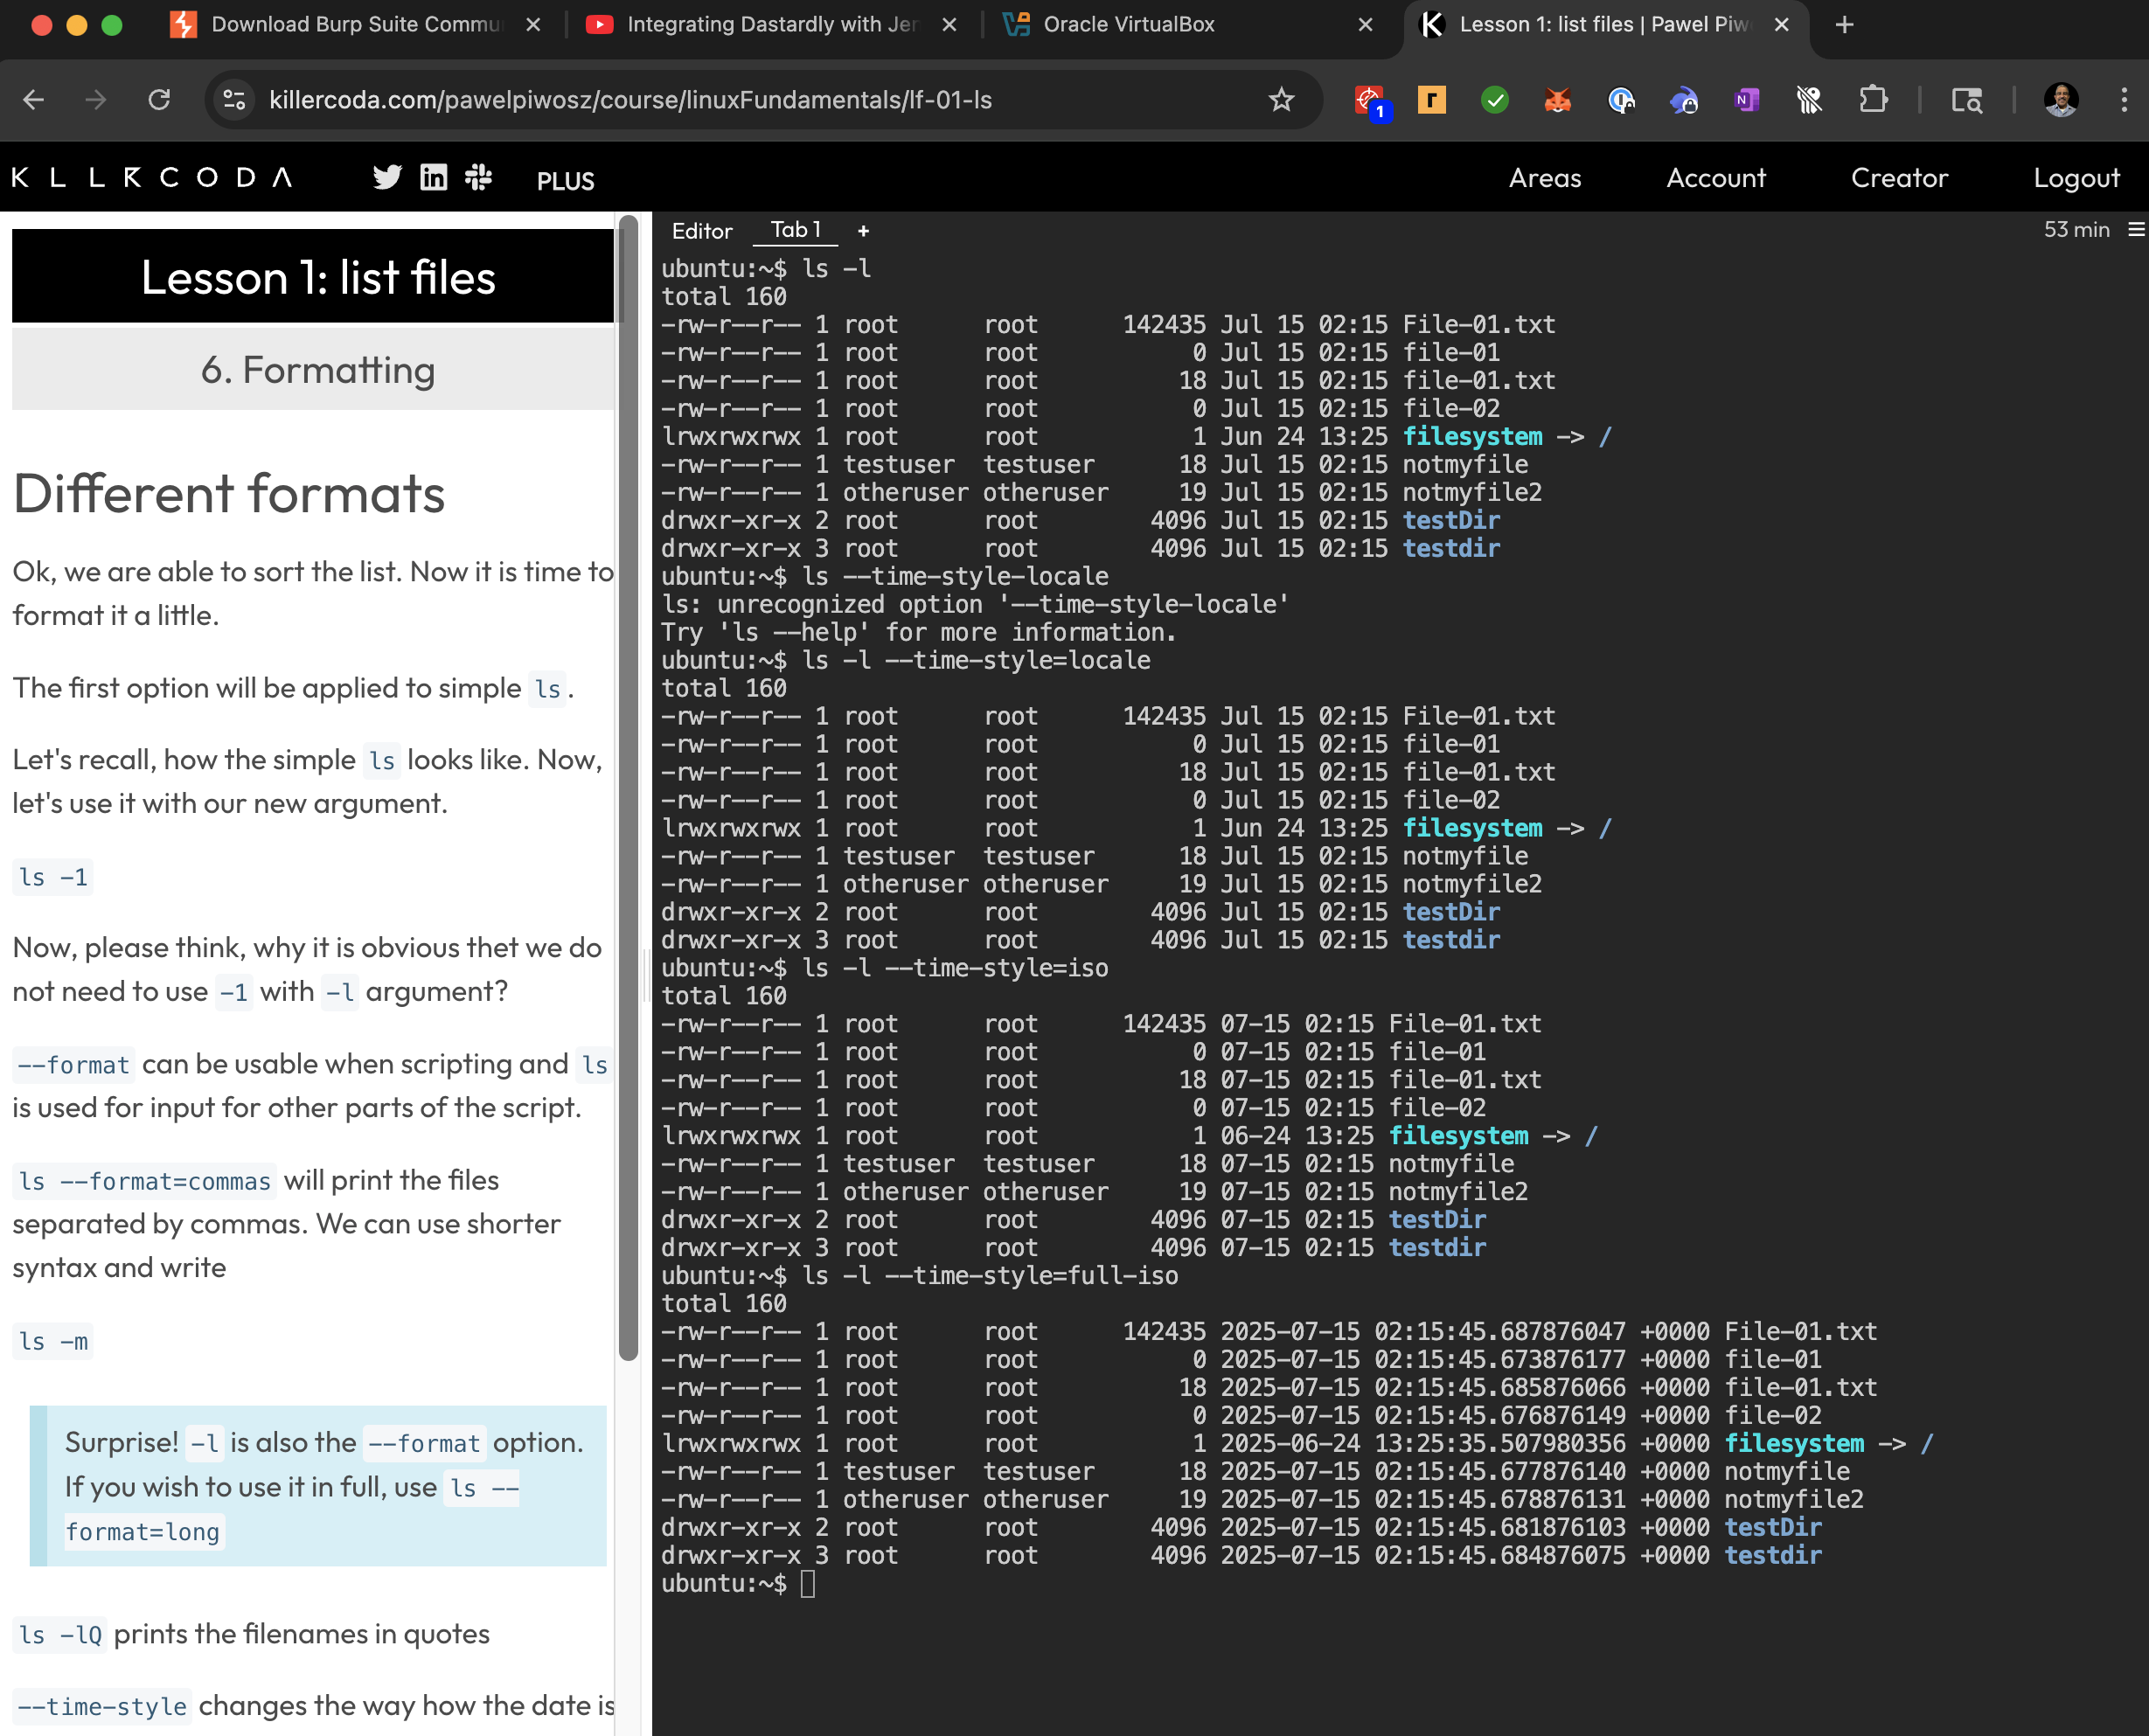 Download Burp Suite Commu
Integrating Dastardly with Jer
Oracle VirtualBox
Lesson 1: list files | Pawel Piw
killercoda.com/pawelpiwosz/course/linuxFundamentals/lf-01-ls
1
KLLRCODA
PLUS
Areas
Account
Creator
Logout
Lesson 1: list files
6. Formatting
Different formats
Ok, we are able to sort the list. Now it is time to
format it a little.
The first option will be applied to simple ls.
Let's recall, how the simple ls looks like. Now,
let's use it with our new argument.
ls -1
Now, please think, why it is obvious thet we do
not need to use -1 with -l argument?
--format can be usable when scripting and ls
is used for input for other parts of the script.
ls --format=commas will print the files
separated by commas. We can use shorter
syntax and write
ls -m
Surprise! -l is also the --format option.
If you wish to use it in full, use ls --
format=long
ls -lQ prints the filenames in quotes
--time-style changes the way how the date is
Editor Tab 1 +
53 min
ubuntu:~$ ls -l
total 160
-rw-r--r-- 1 root      root      142435 Jul 15 02:15 File-01.txt
-rw-r--r-- 1 root      root           0 Jul 15 02:15 file-01
-rw-r--r-- 1 root      root          18 Jul 15 02:15 file-01.txt
-rw-r--r-- 1 root      root           0 Jul 15 02:15 file-02
lrwxrwxrwx 1 root      root           1 Jun 24 13:25 filesystem -> /
-rw-r--r-- 1 testuser  testuser      18 Jul 15 02:15 notmyfile
-rw-r--r-- 1 otheruser otheruser     19 Jul 15 02:15 notmyfile2
drwxr-xr-x 2 root      root        4096 Jul 15 02:15 testDir
drwxr-xr-x 3 root      root        4096 Jul 15 02:15 testdir
ubuntu:~$ ls --time-style-locale
ls: unrecognized option '--time-style-locale'
Try 'ls --help' for more information.
ubuntu:~$ ls -l --time-style=locale
total 160
-rw-r--r-- 1 root      root      142435 Jul 15 02:15 File-01.txt
-rw-r--r-- 1 root      root           0 Jul 15 02:15 file-01
-rw-r--r-- 1 root      root          18 Jul 15 02:15 file-01.txt
-rw-r--r-- 1 root      root           0 Jul 15 02:15 file-02
lrwxrwxrwx 1 root      root           1 Jun 24 13:25 filesystem -> /
-rw-r--r-- 1 testuser  testuser      18 Jul 15 02:15 notmyfile
-rw-r--r-- 1 otheruser otheruser     19 Jul 15 02:15 notmyfile2
drwxr-xr-x 2 root      root        4096 Jul 15 02:15 testDir
drwxr-xr-x 3 root      root        4096 Jul 15 02:15 testdir
ubuntu:~$ ls -l --time-style=iso
total 160
-rw-r--r-- 1 root      root      142435 07-15 02:15 File-01.txt
-rw-r--r-- 1 root      root           0 07-15 02:15 file-01
-rw-r--r-- 1 root      root          18 07-15 02:15 file-01.txt
-rw-r--r-- 1 root      root           0 07-15 02:15 file-02
lrwxrwxrwx 1 root      root           1 06-24 13:25 filesystem -> /
-rw-r--r-- 1 testuser  testuser      18 07-15 02:15 notmyfile
-rw-r--r-- 1 otheruser otheruser     19 07-15 02:15 notmyfile2
drwxr-xr-x 2 root      root        4096 07-15 02:15 testDir
drwxr-xr-x 3 root      root        4096 07-15 02:15 testdir
ubuntu:~$ ls -l --time-style=full-iso
total 160
-rw-r--r-- 1 root      root      142435 2025-07-15 02:15:45.687876047 +0000 File-01.txt
-rw-r--r-- 1 root      root           0 2025-07-15 02:15:45.673876177 +0000 file-01
-rw-r--r-- 1 root      root          18 2025-07-15 02:15:45.685876066 +0000 file-01.txt
-rw-r--r-- 1 root      root           0 2025-07-15 02:15:45.676876149 +0000 file-02
lrwxrwxrwx 1 root      root           1 2025-06-24 13:25:35.507980356 +0000 filesystem -> /
-rw-r--r-- 1 testuser  testuser      18 2025-07-15 02:15:45.677876140 +0000 notmyfile
-rw-r--r-- 1 otheruser otheruser     19 2025-07-15 02:15:45.678876131 +0000 notmyfile2
drwxr-xr-x 2 root      root        4096 2025-07-15 02:15:45.681876103 +0000 testDir
drwxr-xr-x 3 root      root        4096 2025-07-15 02:15:45.684876075 +0000 testdir
ubuntu:~$